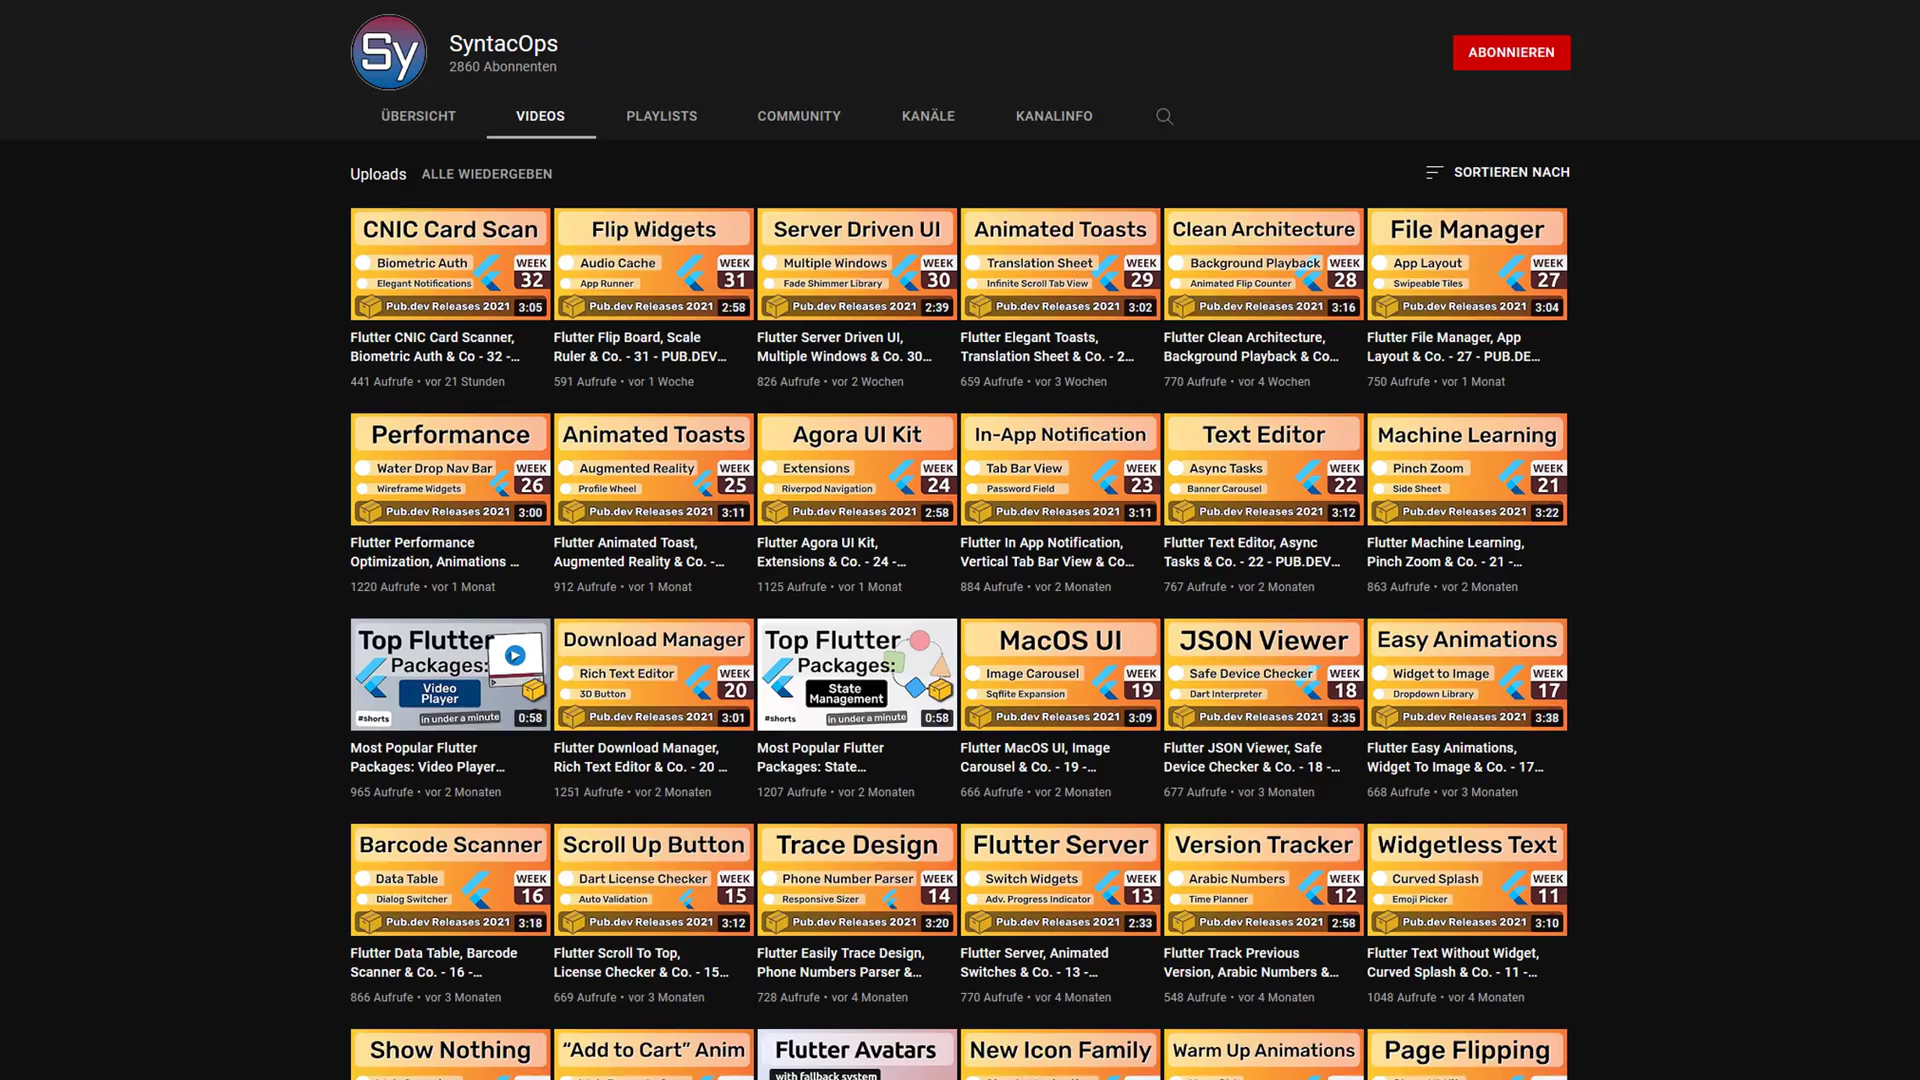 Sy
SyntacOps
2860 Abonnenten
ABONNIEREN
ÜBERSICHT VIDEOS PLAYLISTS COMMUNITY KANÄLE KANALINFO
Uploads ALLE WIEDERGEBEN
SORTIEREN NACH
CNIC Card Scan
Biometric Auth
WEEK
Elegant Notifications
32
Pub.dev Releases 2021
3:05
Flutter CNIC Card Scanner,
Biometric Auth & Co - 32 -...
441 Aufrufe • vor 21 Stunden
Flip Widgets
Audio Cache
WEEK
App Runner
31
Pub.dev Releases 2021
2:58
Flutter Flip Board, Scale
Ruler & Co. - 31 - PUB.DEV...
591 Aufrufe • vor 1 Woche
Server Driven UI
Multiple Windows
WEEK
Fade Shimmer Library
30
Pub.dev Releases 2021
2:39
Flutter Server Driven UI,
Multiple Windows & Co. 30...
826 Aufrufe • vor 2 Wochen
Animated Toasts
Translation Sheet
WEEK
Infinite Scroll Tab View
29
Pub.dev Releases 2021
3:02
Flutter Elegant Toasts,
Translation Sheet & Co. - 2...
659 Aufrufe • vor 3 Wochen
Clean Architecture
Background Playback
WEEK
Animated Flip Counter
28
Pub.dev Releases 2021
3:16
Flutter Clean Architecture,
Background Playback & Co...
770 Aufrufe • vor 4 Wochen
File Manager
App Layout
WEEK
Swipeable Tiles
27
Pub.dev Releases 2021
3:04
Flutter File Manager, App
Layout & Co. - 27 - PUB.DE...
750 Aufrufe • vor 1 Monat
Performance
Water Drop Nav Bar
WEEK
Wireframe Widgets
26
Pub.dev Releases 2021
3:00
Flutter Performance
Optimization, Animations ...
1220 Aufrufe • vor 1 Monat
Animated Toasts
Augmented Reality
WEEK
Profile Wheel
25
Pub.dev Releases 2021
3:11
Flutter Animated Toast,
Augmented Reality & Co. -...
912 Aufrufe • vor 1 Monat
Agora UI Kit
Extensions
WEEK
Riverpod Navigation
24
Pub.dev Releases 2021
2:58
Flutter Agora UI Kit,
Extensions & Co. - 24 -...
1125 Aufrufe • vor 1 Monat
In-App Notification
Tab Bar View
WEEK
Password Field
23
Pub.dev Releases 2021
3:11
Flutter In App Notification,
Vertical Tab Bar View & Co...
884 Aufrufe • vor 2 Monaten
Text Editor
Async Tasks
WEEK
Banner Carousel
22
Pub.dev Releases 2021
3:12
Flutter Text Editor, Async
Tasks & Co. - 22 - PUB.DEV...
767 Aufrufe • vor 2 Monaten
Machine Learning
Pinch Zoom
WEEK
Side Sheet
21
Pub.dev Releases 2021
3:22
Flutter Machine Learning,
Pinch Zoom & Co. - 21 -...
863 Aufrufe • vor 2 Monaten
Top Flutter
Packages:
Video
Player
#shorts
in under a minute
0:58
Most Popular Flutter
Packages: Video Player...
965 Aufrufe • vor 2 Monaten
Download Manager
Rich Text Editor
WEEK
3D Button
20
Pub.dev Releases 2021
3:01
Flutter Download Manager,
Rich Text Editor & Co. - 20 ...
1251 Aufrufe • vor 2 Monaten
Top Flutter
Packages:
State
Management
#shorts
in under a minute
0:58
Most Popular Flutter
Packages: State...
1207 Aufrufe • vor 2 Monaten
MacOS UI
Image Carousel
WEEK
Sqflite Expansion
19
Pub.dev Releases 2021
3:09
Flutter MacOS UI, Image
Carousel & Co. - 19 -...
666 Aufrufe • vor 2 Monaten
JSON Viewer
Safe Device Checker
WEEK
Dart Interpreter
18
Pub.dev Releases 2021
3:35
Flutter JSON Viewer, Safe
Device Checker & Co. - 18 -...
677 Aufrufe • vor 3 Monaten
Easy Animations
Widget to Image
WEEK
Dropdown Library
17
Pub.dev Releases 2021
3:38
Flutter Easy Animations,
Widget To Image & Co. - 17...
668 Aufrufe • vor 3 Monaten
Barcode Scanner
Data Table
WEEK
Dialog Switcher
16
Pub.dev Releases 2021
3:18
Flutter Data Table, Barcode
Scanner & Co. - 16 -...
866 Aufrufe • vor 3 Monaten
Scroll Up Button
Dart License Checker
WEEK
Auto Validation
15
Pub.dev Releases 2021
3:12
Flutter Scroll To Top,
License Checker & Co. - 15...
669 Aufrufe • vor 3 Monaten
Trace Design
Phone Number Parser
WEEK
Responsive Sizer
14
Pub.dev Releases 2021
3:20
Flutter Easily Trace Design,
Phone Numbers Parser &...
728 Aufrufe • vor 4 Monaten
Flutter Server
Switch Widgets
WEEK
Adv. Progress Indicator
13
Pub.dev Releases 2021
2:33
Flutter Server, Animated
Switches & Co. - 13 -...
770 Aufrufe • vor 4 Monaten
Version Tracker
Arabic Numbers
WEEK
Time Planner
12
Pub.dev Releases 2021
2:58
Flutter Track Previous
Version, Arabic Numbers &...
548 Aufrufe • vor 4 Monaten
Widgetless Text
Curved Splash
WEEK
Emoji Picker
11
Pub.dev Releases 2021
3:10
Flutter Text Without Widget,
Curved Splash & Co. - 11 -...
1048 Aufrufe • vor 4 Monaten
Show Nothing
“Add to Cart” Anim
Flutter Avatars
with fallback system
New Icon Family
Warm Up Animations
Page Flipping